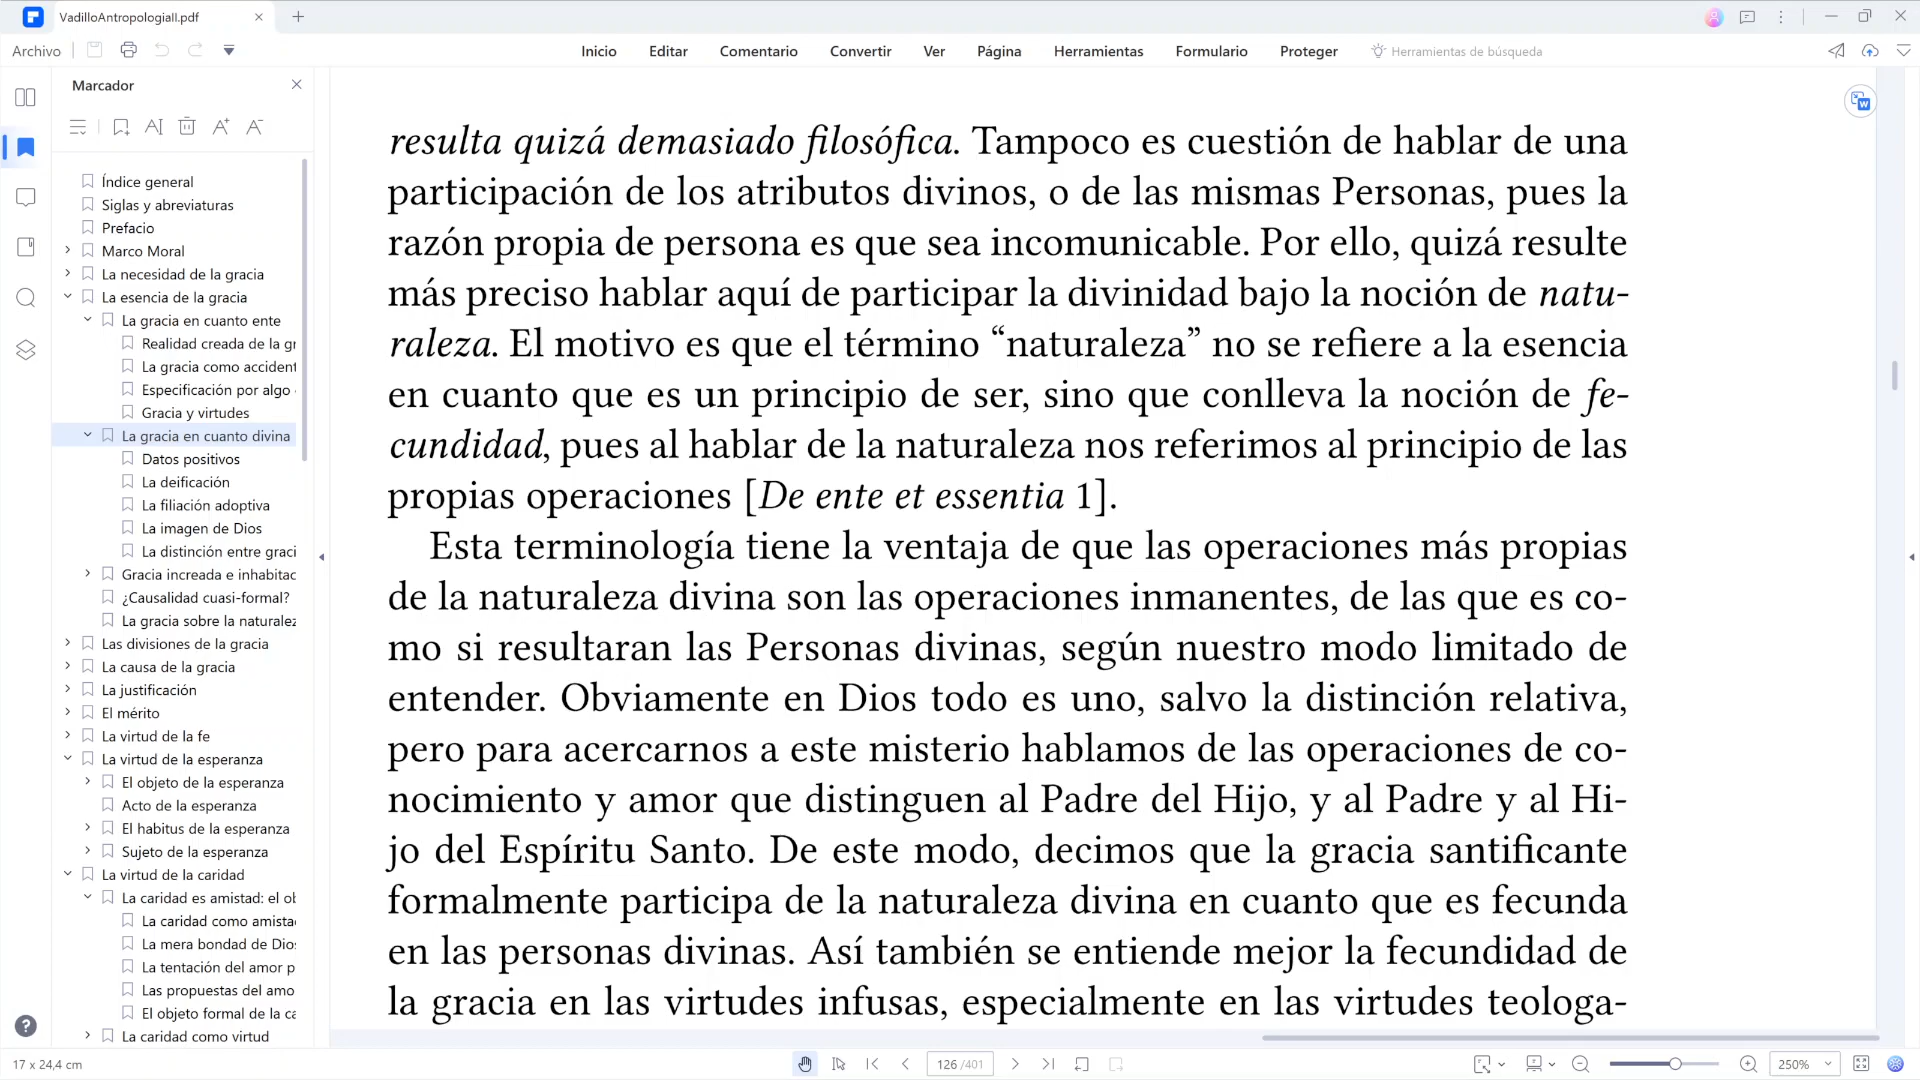 VadilloAntropologiaII.pdf
Archivo
Inicio
Editar
Comentario
Convertir
Ver
Página
Herramientas
Formulario
Proteger
Herramientas de búsqueda
Marcador
Índice general
Siglas y abreviaturas
Prefacio
Marco Moral
La necesidad de la gracia
La esencia de la gracia
La gracia en cuanto ente
Realidad creada de la gr
La gracia como accident
Especificación por algo
Gracia y virtudes
La gracia en cuanto divina
Datos positivos
La deificación
La filiación adoptiva
La imagen de Dios
La distinción entre graci
Gracia increada e inhabitac
¿Causalidad cuasi-formal?
La gracia sobre la naturalez
Las divisiones de la gracia
La causa de la gracia
La justificación
El mérito
La virtud de la fe
La virtud de la esperanza
El objeto de la esperanza
Acto de la esperanza
El habitus de la esperanza
Sujeto de la esperanza
La virtud de la caridad
La caridad es amistad: el ob
La caridad como amista
La mera bondad de Dio
La tentación del amor p
Las propuestas del amo
El objeto formal de la ca
La caridad como virtud
resulta quizá demasiado filosófica. Tampoco es cuestión de hablar de una
participación de los atributos divinos, o de las mismas Personas, pues la
razón propia de persona es que sea incomunicable. Por ello, quizá resulte
más preciso hablar aquí de participar la divinidad bajo la noción de natu-
raleza. El motivo es que el término “naturaleza” no se refiere a la esencia
en cuanto que es un principio de ser, sino que conlleva la noción de fe-
cundidad, pues al hablar de la naturaleza nos referimos al principio de las
propias operaciones [De ente et essentia 1].
Esta terminología tiene la ventaja de que las operaciones más propias
de la naturaleza divina son las operaciones inmanentes, de las que es co-
mo si resultaran las Personas divinas, según nuestro modo limitado de
entender. Obviamente en Dios todo es uno, salvo la distinción relativa,
pero para acercarnos a este misterio hablamos de las operaciones de co-
nocimiento y amor que distinguen al Padre del Hijo, y al Padre y al Hi-
jo del Espíritu Santo. De este modo, decimos que la gracia santificante
formalmente participa de la naturaleza divina en cuanto que es fecunda
en las personas divinas. Así también se entiende mejor la fecundidad de
la gracia en las virtudes infusas, especialmente en las virtudes teologa-
17 x 24,4 cm
126 /401
250%